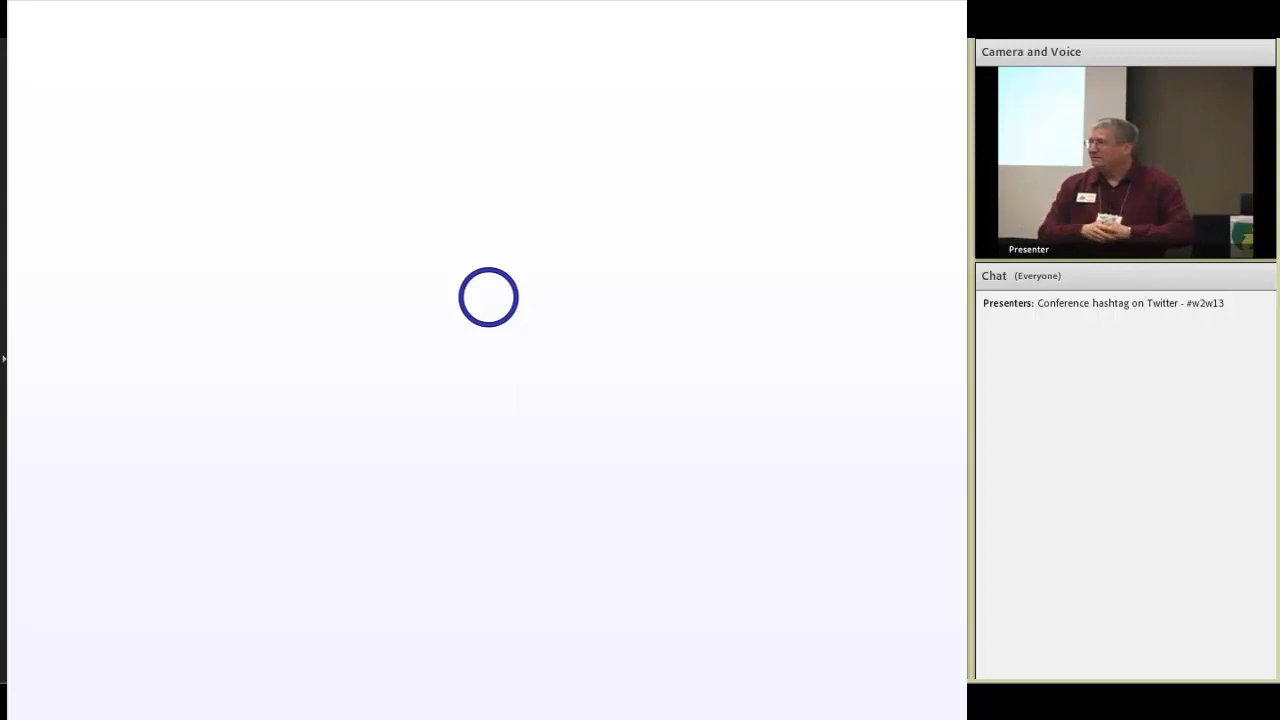 Camera and Voice
Presenter
Chat (Everyone)
Presenters: Conference hashtag on Twitter - #w2w13